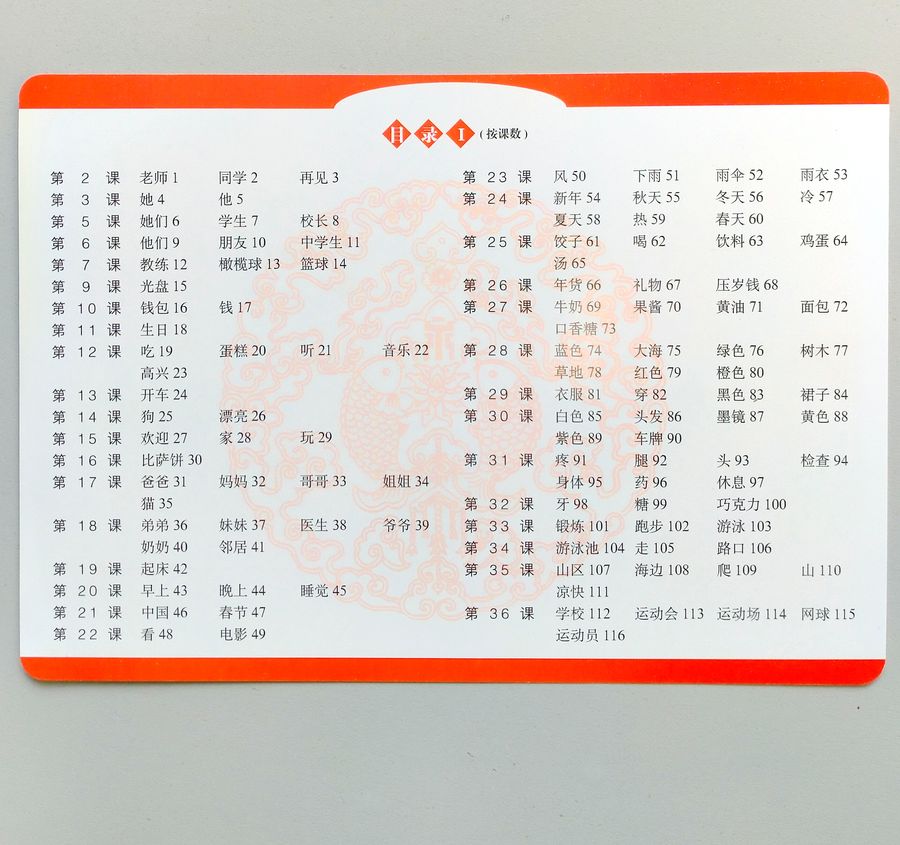 目录 I (按课数)
第 2 课 老师 1 同学 2 再见 3
第 3 课 她 4 他 5
第 5 课 她们 6 学生 7 校长 8
第 6 课 他们 9 朋友 10 中学生 11
第 7 课 教练 12 橄榄球 13 篮球 14
第 9 课 光盘 15
第 10 课 钱包 16 钱 17
第 11 课 生日 18
第 12 课 吃 19 蛋糕 20 听 21 音乐 22
高兴 23
第 13 课 开车 24
第 14 课 狗 25 漂亮 26
第 15 课 欢迎 27 家 28 玩 29
第 16 课 比萨饼 30
第 17 课 爸爸 31 妈妈 32 哥哥 33 姐姐 34
猫 35
第 18 课 弟弟 36 妹妹 37 医生 38 爷爷 39
奶奶 40 邻居 41
第 19 课 起床 42
第 20 课 早上 43 晚上 44 睡觉 45
第 21 课 中国 46 春节 47
第 22 课 看 48 电影 49
第 23 课 风 50 下雨 51 雨伞 52 雨衣 53
第 24 课 新年 54 秋天 55 冬天 56 冷 57
夏天 58 热 59 春天 60
第 25 课 饺子 61 喝 62 饮料 63 鸡蛋 64
汤 65
第 26 课 年货 66 礼物 67 压岁钱 68
第 27 课 牛奶 69 果酱 70 黄油 71 面包 72
口香糖 73
第 28 课 蓝色 74 大海 75 绿色 76 树木 77
草地 78 红色 79 橙色 80
第 29 课 衣服 81 穿 82 黑色 83 裙子 84
第 30 课 白色 85 头发 86 墨镜 87 黄色 88
紫色 89 车牌 90
第 31 课 疼 91 腿 92 头 93 检查 94
身体 95 药 96 休息 97
第 32 课 牙 98 糖 99 巧克力 100
第 33 课 锻炼 101 跑步 102 游泳 103
第 34 课 游泳池 104 走 105 路口 106
第 35 课 山区 107 海边 108 爬 109 山 110
凉快 111
第 36 课 学校 112 运动会 113 运动场 114 网球 115
运动员 116